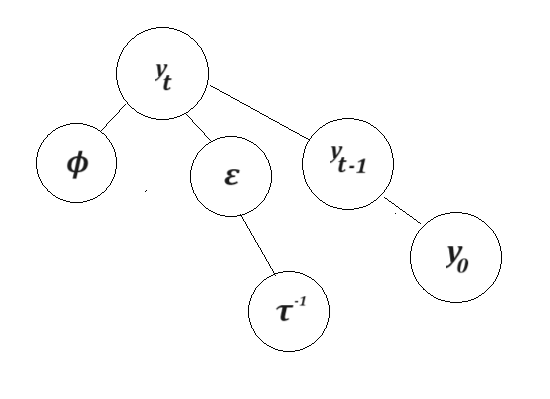 y_t
ϕ
ε
y_{t-1}
y_0
τ^{-1}